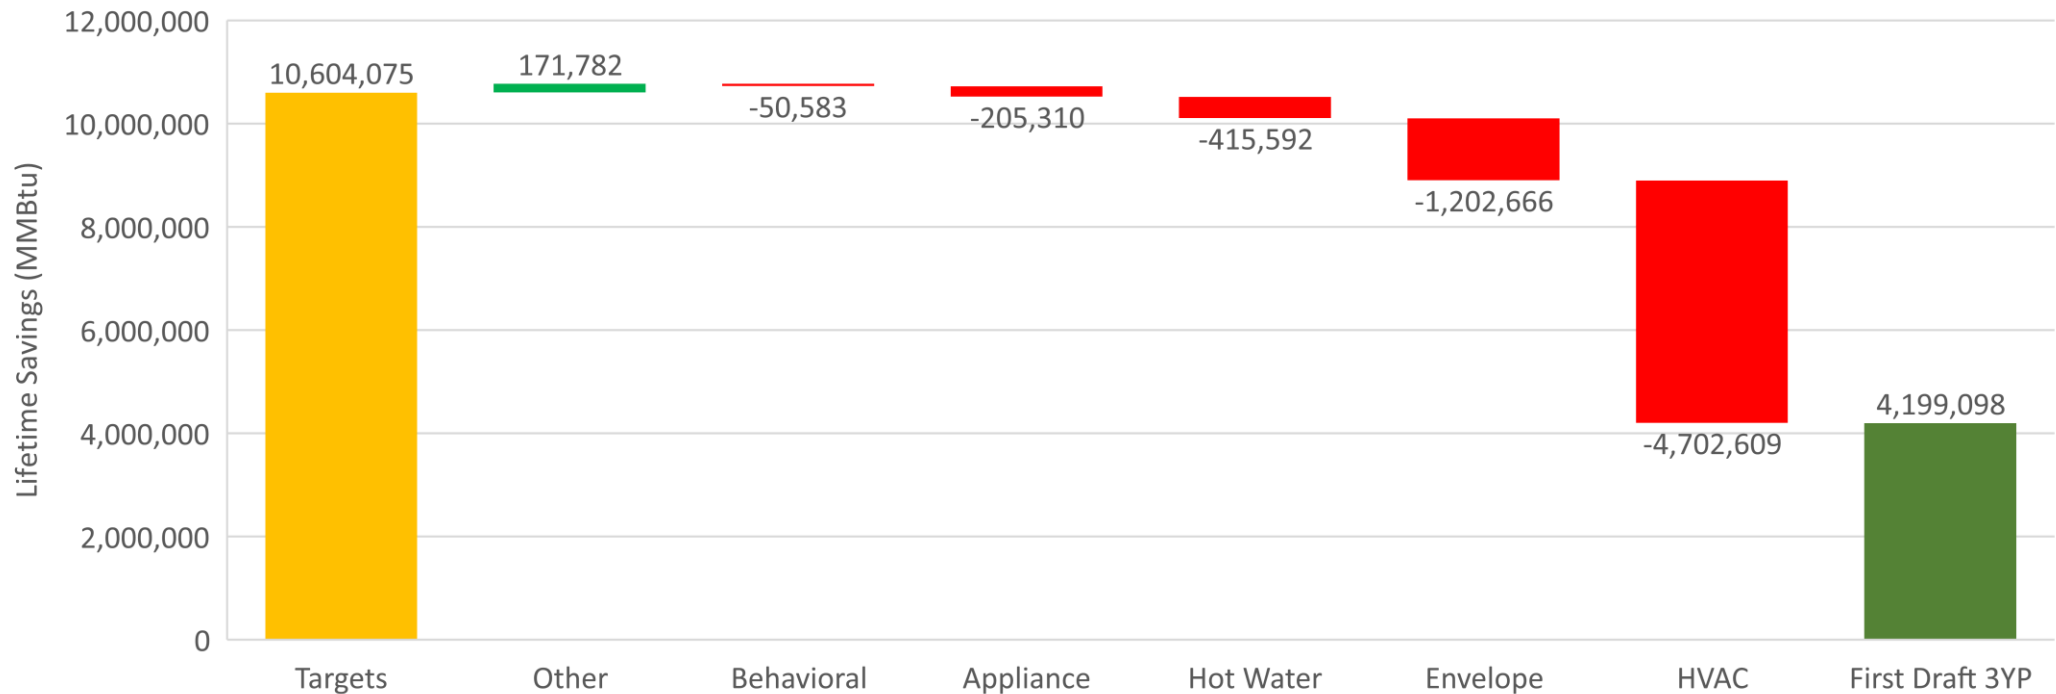 Lifetime Savings (MMBtu)
12,000,000
10,000,000
8,000,000
6,000,000
4,000,000
2,000,000
0
10,604,075
171,782
-50,583
-205,310
-415,592
-1,202,666
-4,702,609
4,199,098
Targets
Other
Behavioral
Appliance
Hot Water
Envelope
HVAC
First Draft 3YP